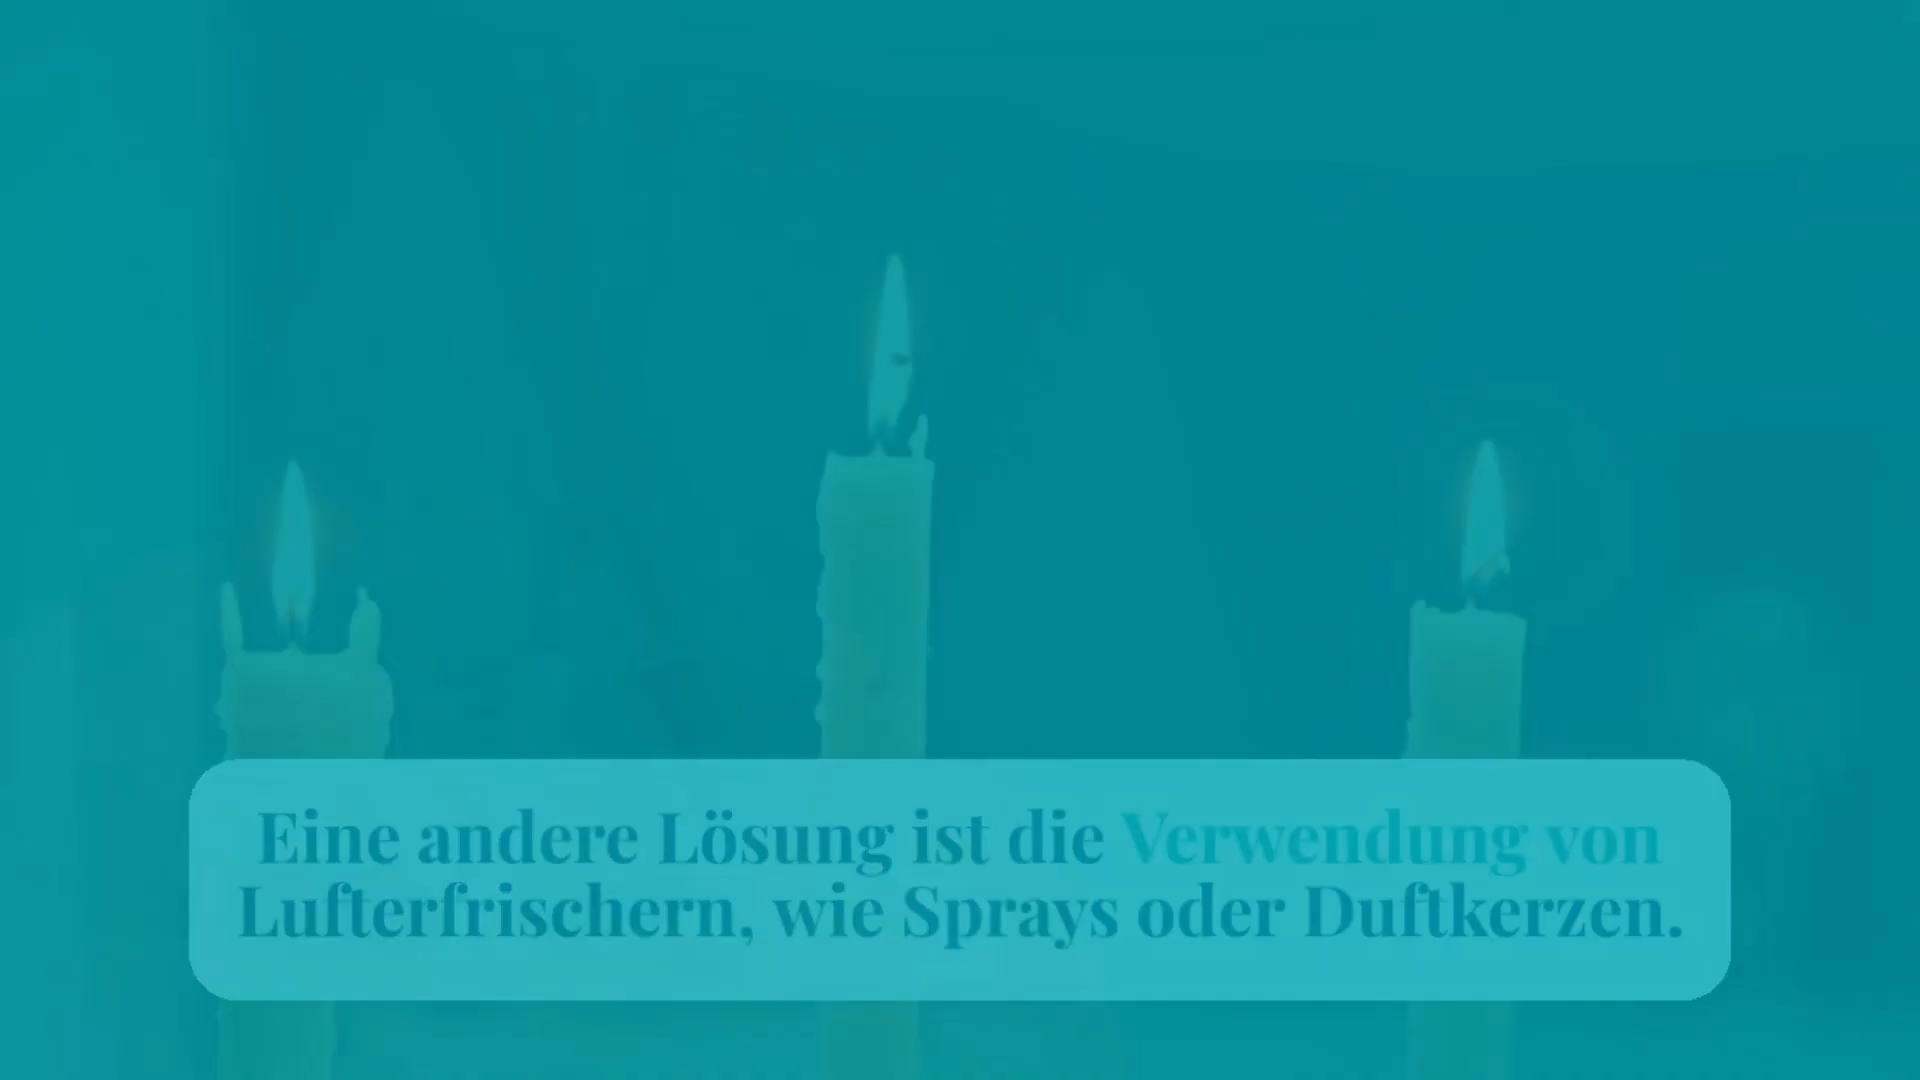 Eine andere Lösung ist die Verwendung von
Lufterfrischern, wie Sprays oder Duftkerzen.